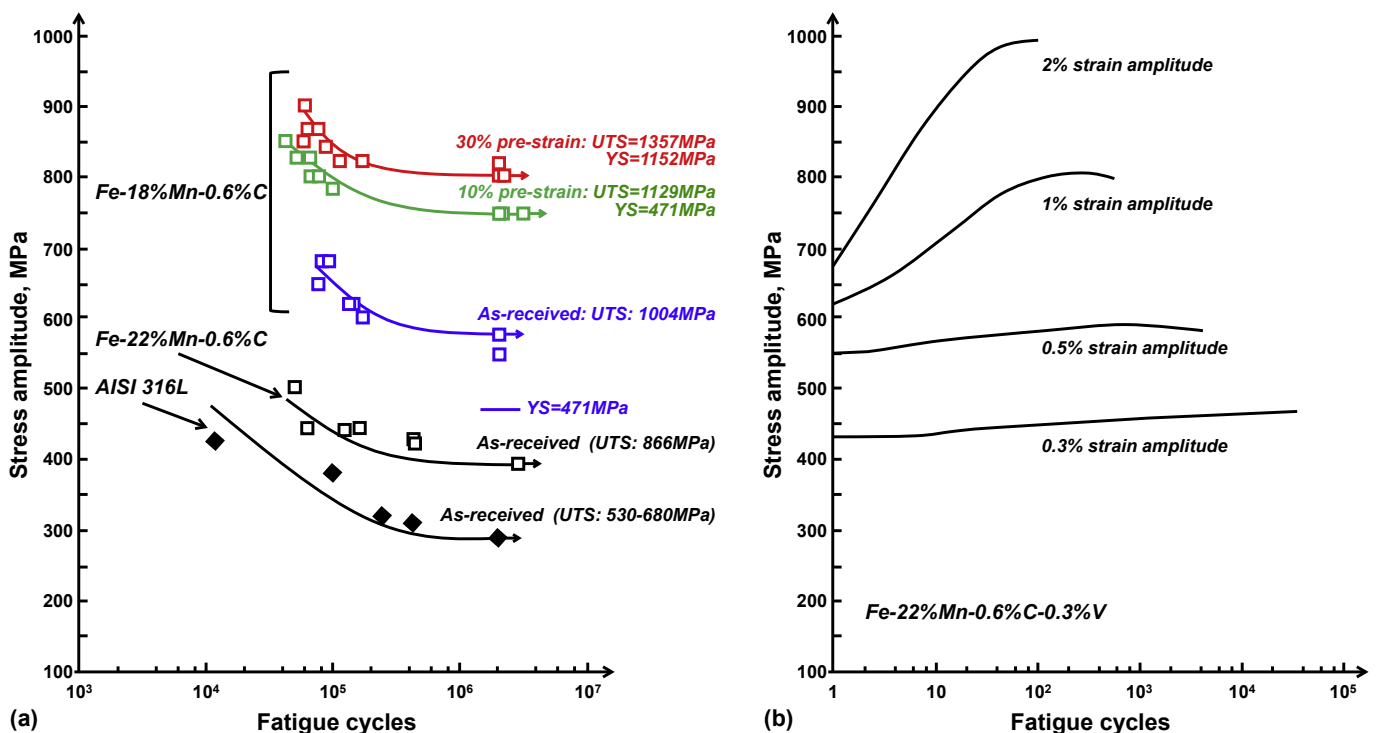 1000
900
800
700
600
500
400
300
200
100
Stress amplitude, MPa
10³
10⁴
10⁵
10⁶
10⁷
Fatigue cycles
(a)
Fe-18%Mn-0.6%C
Fe-22%Mn-0.6%C
AISI 316L
30% pre-strain: UTS=1357MPa
YS=1152MPa
10% pre-strain: UTS=1129MPa
YS=471MPa
As-received: UTS: 1004MPa
YS=471MPa
As-received (UTS: 866MPa)
As-received (UTS: 530-680MPa)
1000
900
800
700
600
500
400
300
200
100
Stress amplitude, MPa
1
10
10²
10³
10⁴
10⁵
Fatigue cycles
(b)
2% strain amplitude
1% strain amplitude
0.5% strain amplitude
0.3% strain amplitude
Fe-22%Mn-0.6%C-0.3%V